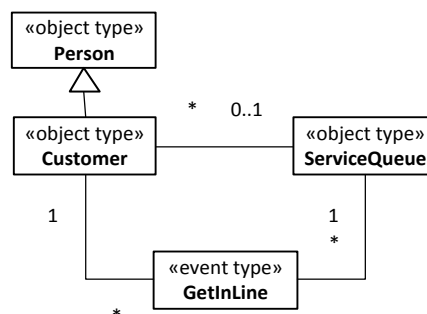 «object type»
Person
* 0..1
«object type»
Customer
«object type»
ServiceQueue
1 1
*
«event type»
GetInLine
*